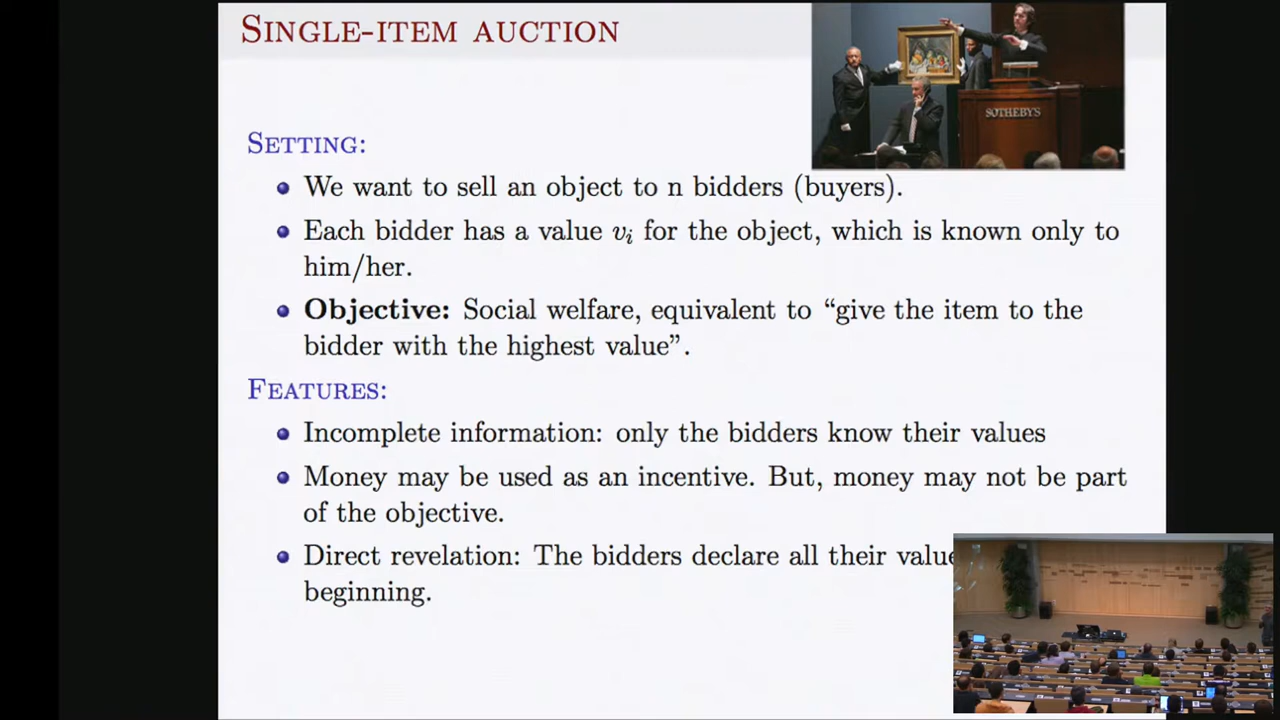 SINGLE-ITEM AUCTION
SOTHEBYS
SETTING:
We want to sell an object to n bidders (buyers).
Each bidder has a value vi for the object, which is known only to
him/her.
Objective: Social welfare, equivalent to “give the item to the
bidder with the highest value”.
FEATURES:
Incomplete information: only the bidders know their values
Money may be used as an incentive. But, money may not be part
of the objective.
Direct revelation: The bidders declare all their value
beginning.